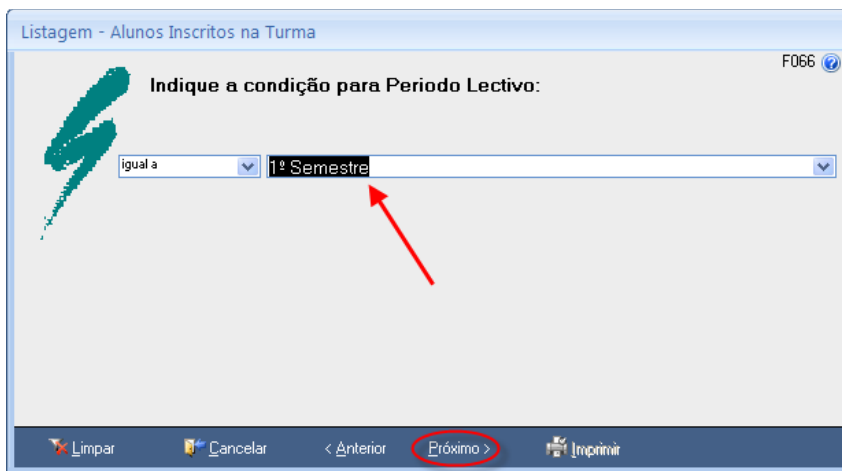 Listagem - Alunos Inscritos na Turma
F066
Indique a condição para Periodo Lectivo:
igual a 1º Semestre
Limpar Cancelar < Anterior Próximo > Imprimir